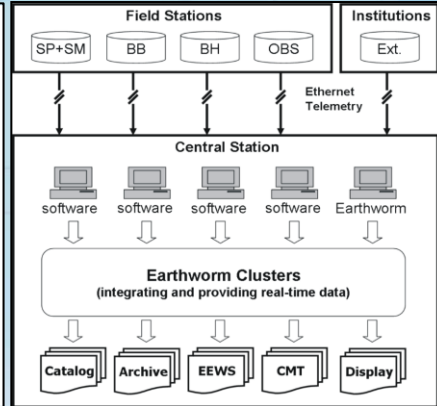 Field Stations
Institutions
SP+SM BB BH OBS Ext.
Ethernet
Telemetry
Central Station
software software software software Earthworm
Earthworm Clusters
(integrating and providing real-time data)
Catalog Archive EEWS CMT Display